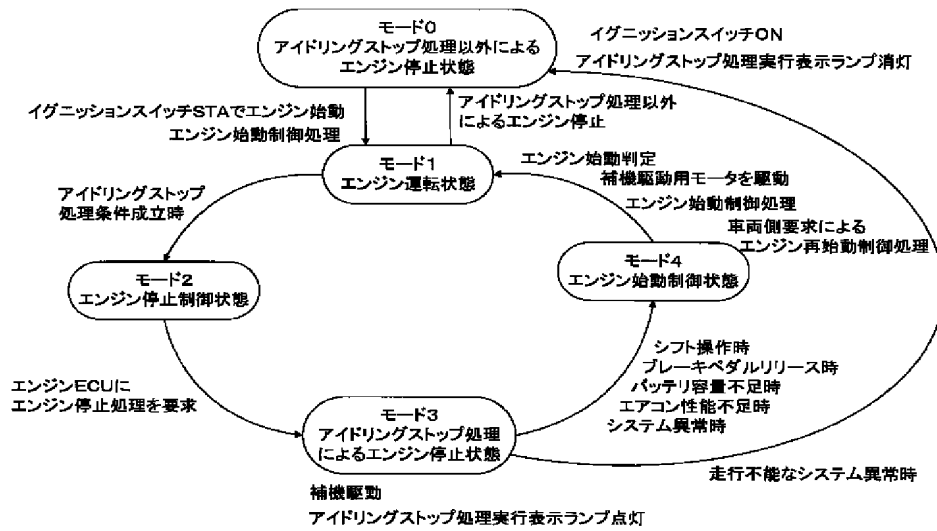 モード0
アイドリングストップ処理以外による
エンジン停止状態
イグニッションスイッチON
アイドリングストップ処理実行表示ランプ消灯
イグニッションスイッチSTAでエンジン始動
エンジン始動制御処理
アイドリングストップ処理以外
によるエンジン停止
モード1
エンジン運転状態
エンジン始動判定
補機駆動用モータを駆動
エンジン始動制御処理
車両側要求による
エンジン再始動制御処理
アイドリングストップ
処理条件成立時
モード2
エンジン停止制御状態
モード4
エンジン始動制御状態
シフト操作時
ブレーキペダルリリース時
バッテリ容量不足時
エアコン性能不足時
システム異常時
エンジンECUに
エンジン停止処理を要求
モード3
アイドリングストップ処理
によるエンジン停止状態
走行不能なシステム異常時
補機駆動
アイドリングストップ処理実行表示ランプ点灯